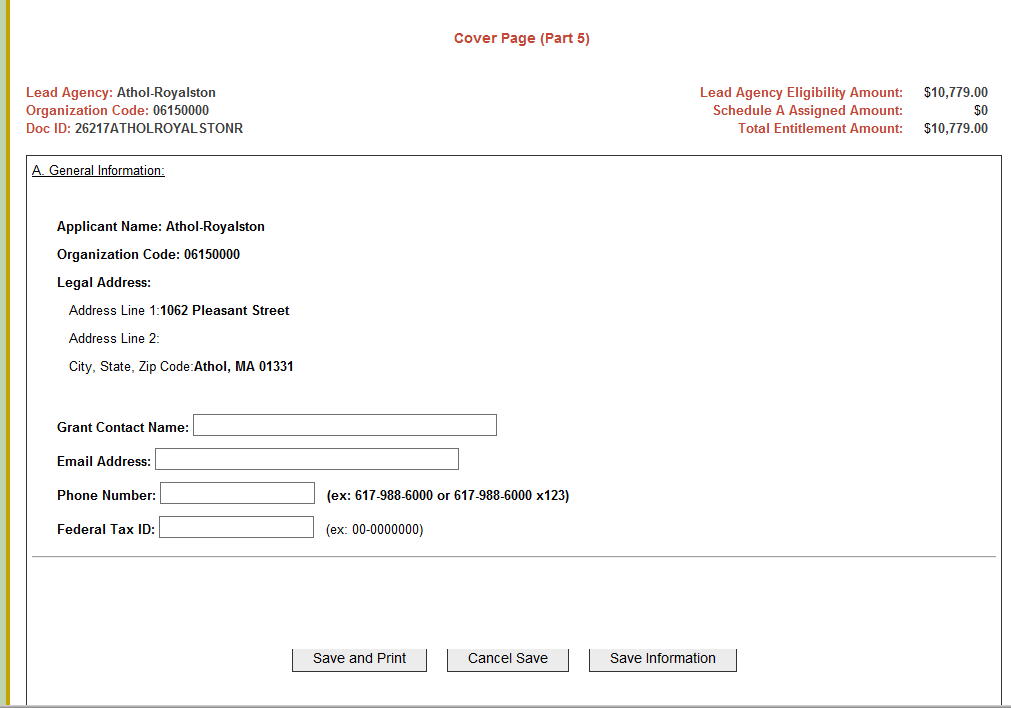 Cover Page (Part 5)
Lead Agency: Athol-Royalston
Organization Code: 06150000
Doc ID: 26217ATHOLROYALSTONR
Lead Agency Eligibility Amount: $10,779.00
Schedule A Assigned Amount: $0
Total Entitlement Amount: $10,779.00
A. General Information:
Applicant Name: Athol-Royalston
Organization Code: 06150000
Legal Address:
Address Line 1:1062 Pleasant Street
Address Line 2:
City, State, Zip Code:Athol, MA 01331
Grant Contact Name:
Email Address:
Phone Number: (ex: 617-988-6000 or 617-988-6000 x123)
Federal Tax ID: (ex: 00-0000000)
Save and Print Cancel Save Save Information